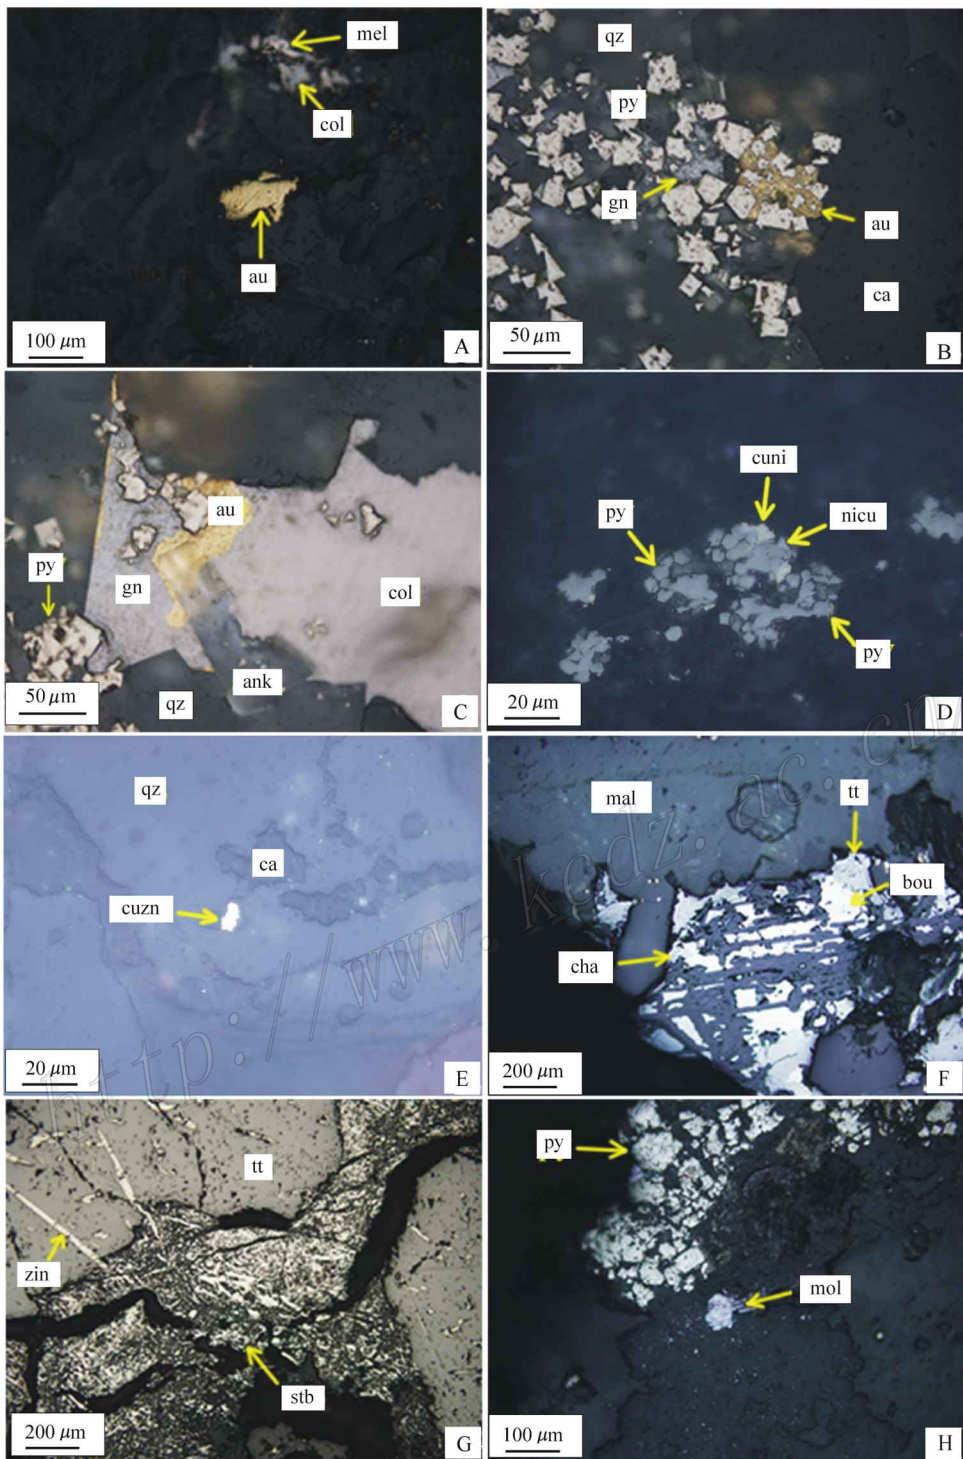 mel
col
au
100 μm
A
qz
py
gn
au
ca
50 μm
B
au
py
gn
col
ank
qz
50 μm
C
cuni
py
nicu
py
20 μm
D
qz
ca
cuzn
20 μm
E
mal
tt
bou
cha
200 μm
F
tt
zin
stb
200 μm
G
py
mol
100 μm
H
http://www.kcdz.ac.cn